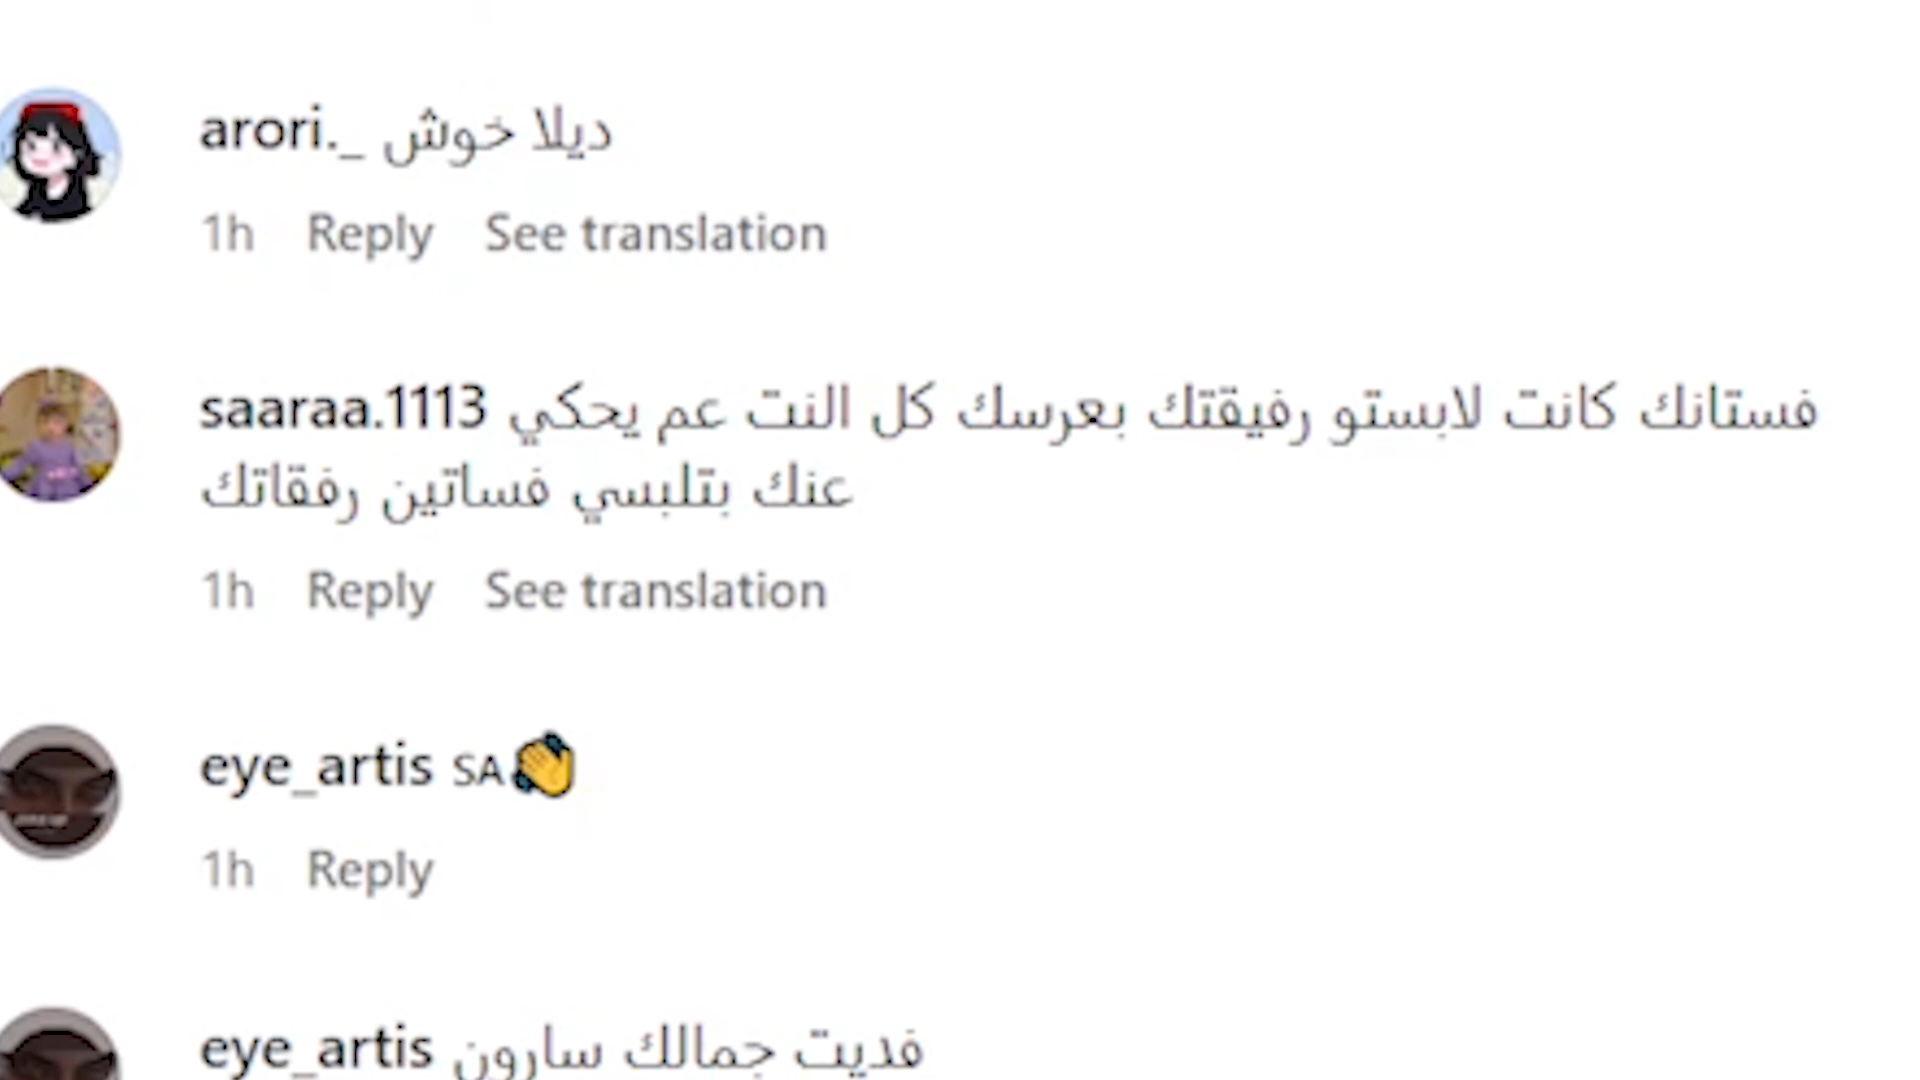 arori._ ديلا خوش
1h Reply See translation
saaraa.1113 فستانك كانت لابستو رفيقتك بعرسك كل النت عم يحكي
عنك بتلبسي فساتين رفقاتك
1h Reply See translation
eye_artis SA👏
1h Reply
eye_artis فديت جمالك سارون